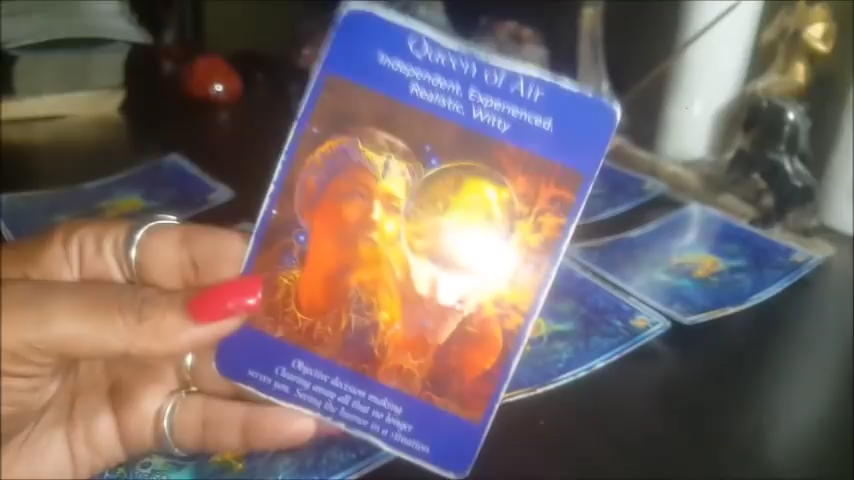 Queen of Air
Independent. Experienced.
Realistic. Witty
Objective decision making
Clearing away all that no longer
serves you. Seeing the humor in a situation